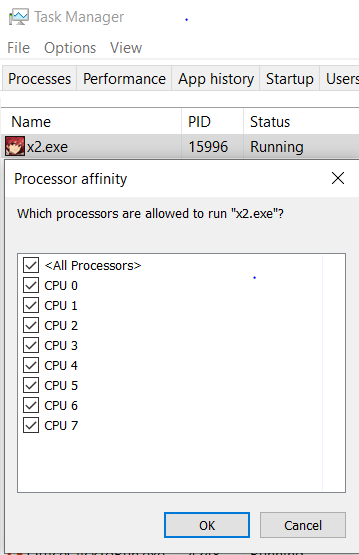 Task Manager
File Options View
Processes Performance App history Startup Users
Name PID Status
x2.exe 15996 Running
Processor affinity
Which processors are allowed to run "x2.exe"?
<All Processors>
CPU 0
CPU 1
CPU 2
CPU 3
CPU 4
CPU 5
CPU 6
CPU 7
OK Cancel